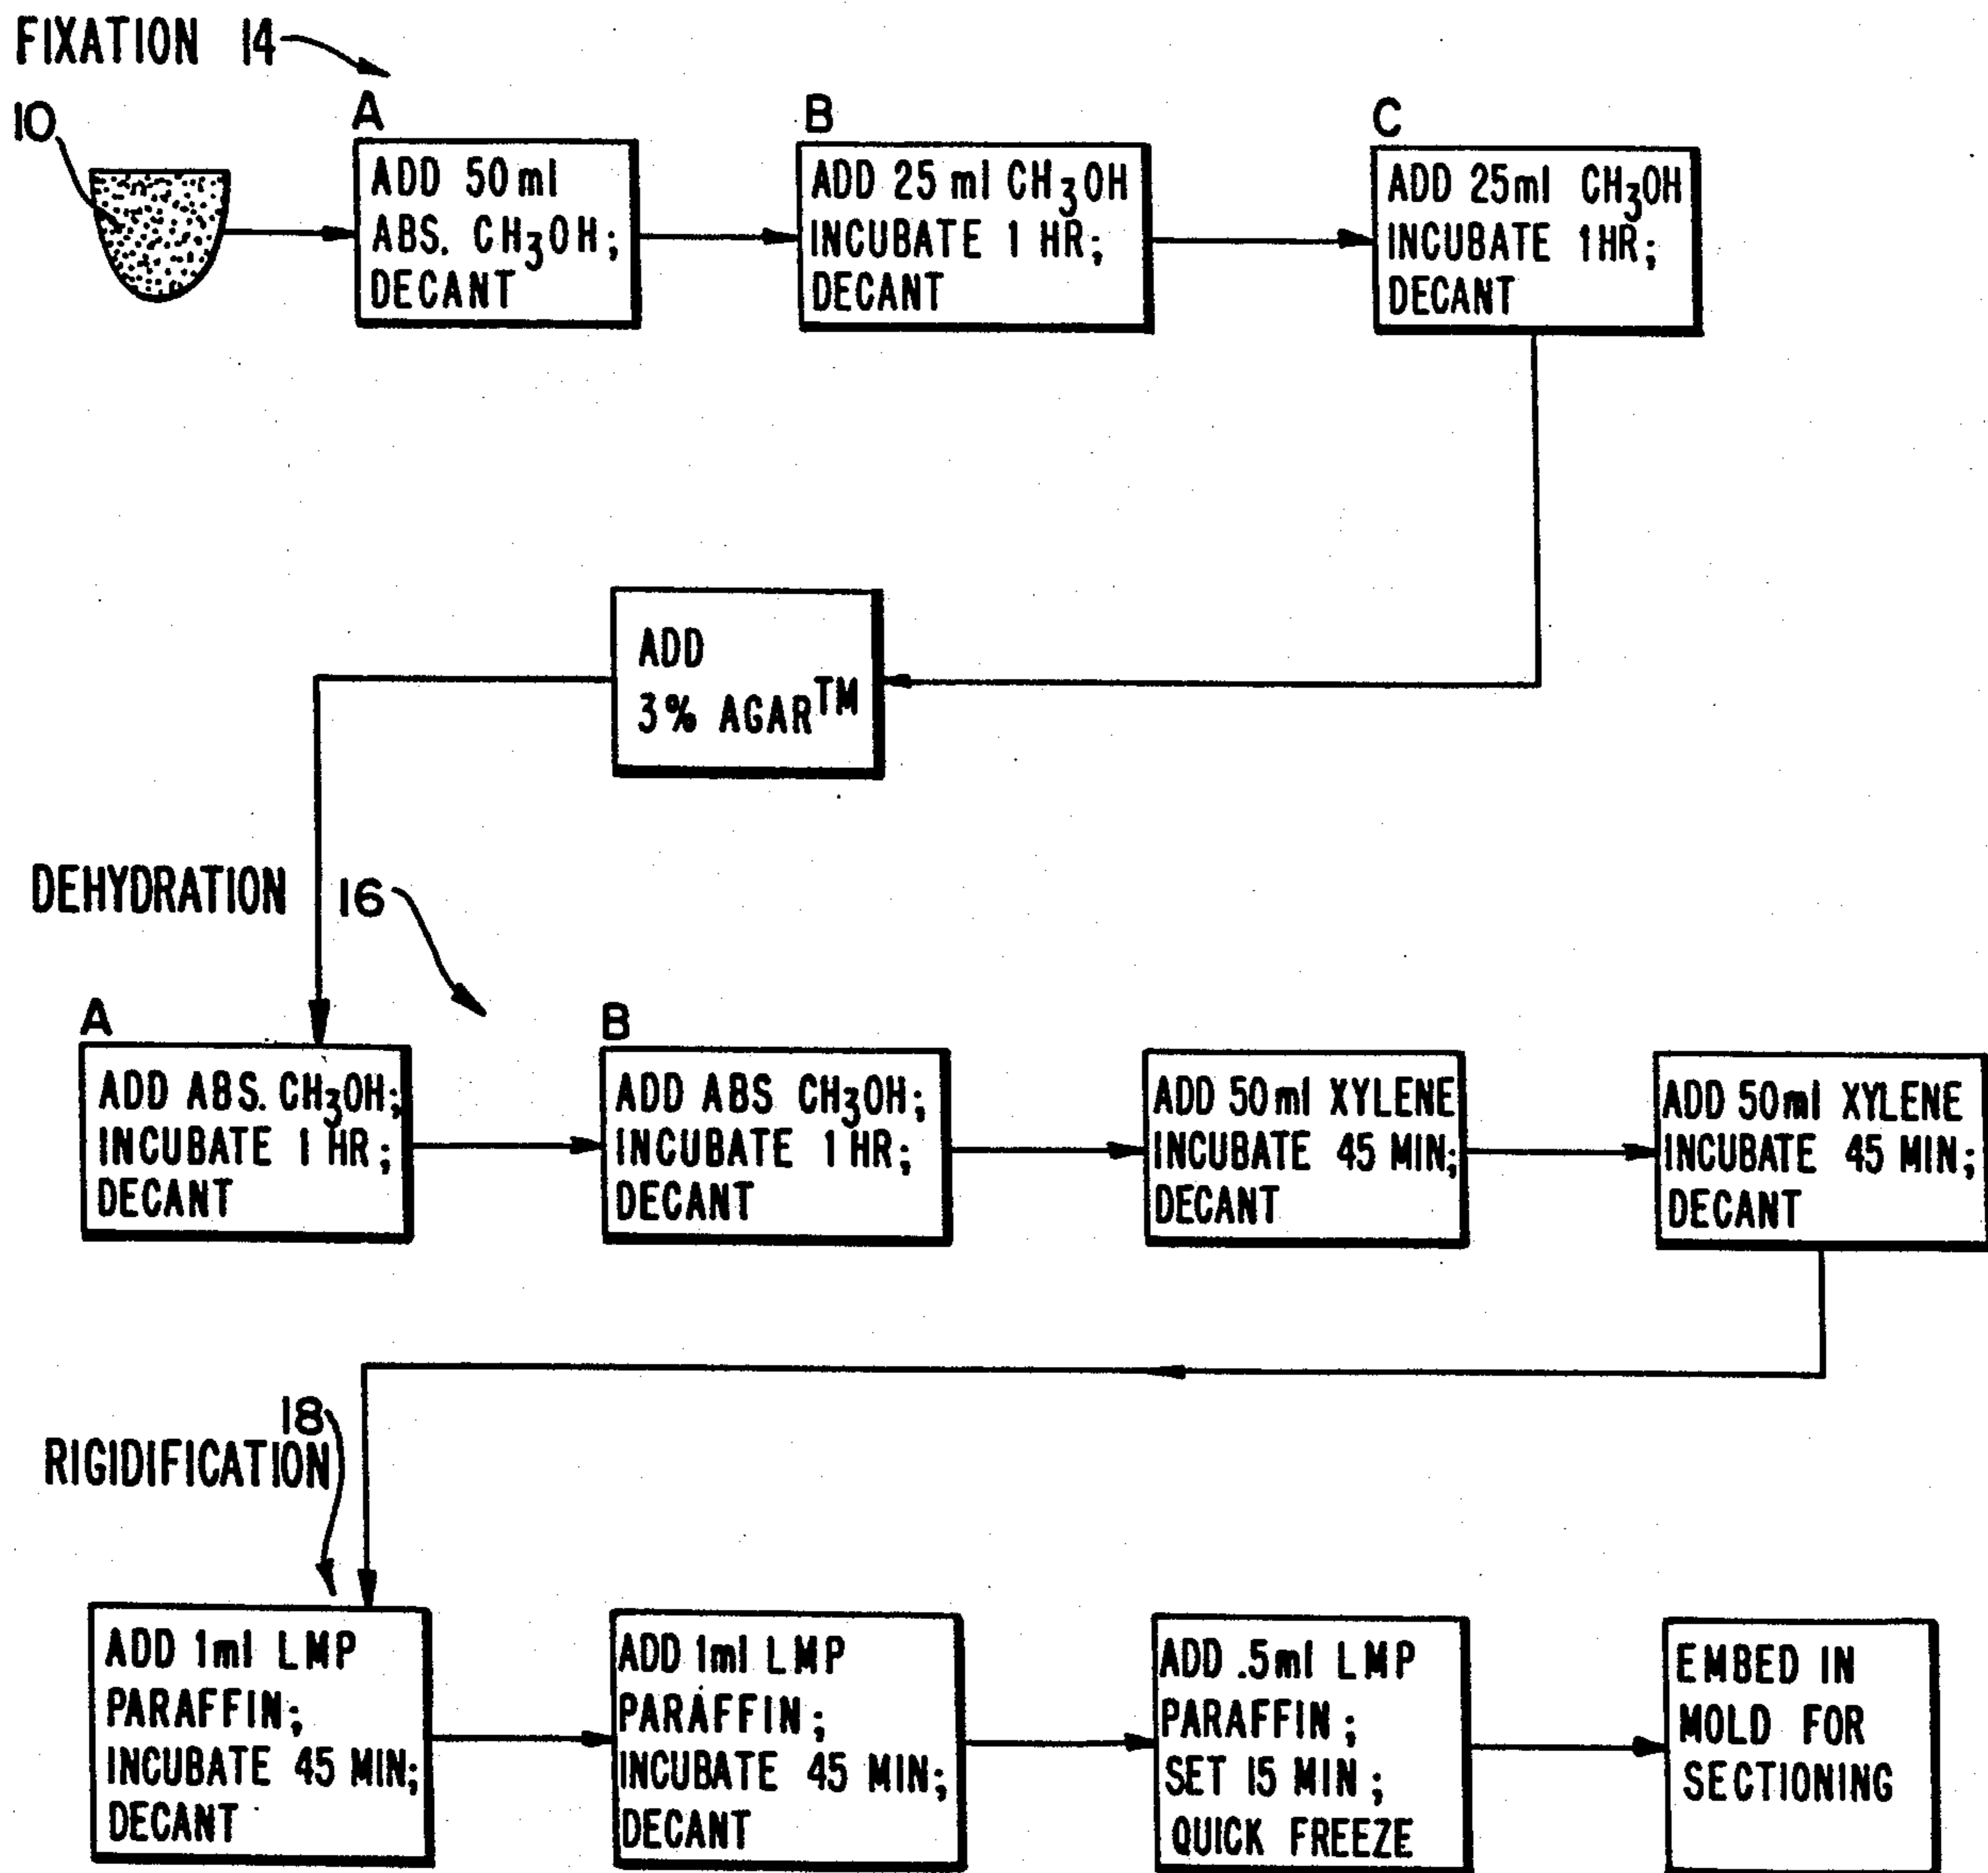 FIXATION 14
10
A
ADD 50 ml
ABS. CH₃OH;
DECANT
B
ADD 25 ml CH₃OH
INCUBATE 1 HR;
DECANT
C
ADD 25ml CH₃OH
INCUBATE 1HR;
DECANT
ADD
3% AGAR™
DEHYDRATION 16
A
ADD ABS. CH₃OH;
INCUBATE 1 HR;
DECANT
B
ADD ABS CH₃OH;
INCUBATE 1HR;
DECANT
ADD 50ml XYLENE
INCUBATE 45 MIN;
DECANT
ADD 50ml XYLENE
INCUBATE 45 MIN;
DECANT
18
RIGIDIFICATION
ADD 1ml LMP
PARAFFIN;
INCUBATE 45 MIN;
DECANT
ADD 1ml LMP
PARAFFIN;
INCUBATE 45 MIN;
DECANT
ADD .5ml LMP
PARAFFIN;
SET 15 MIN;
QUICK FREEZE
EMBED IN
MOLD FOR
SECTIONING